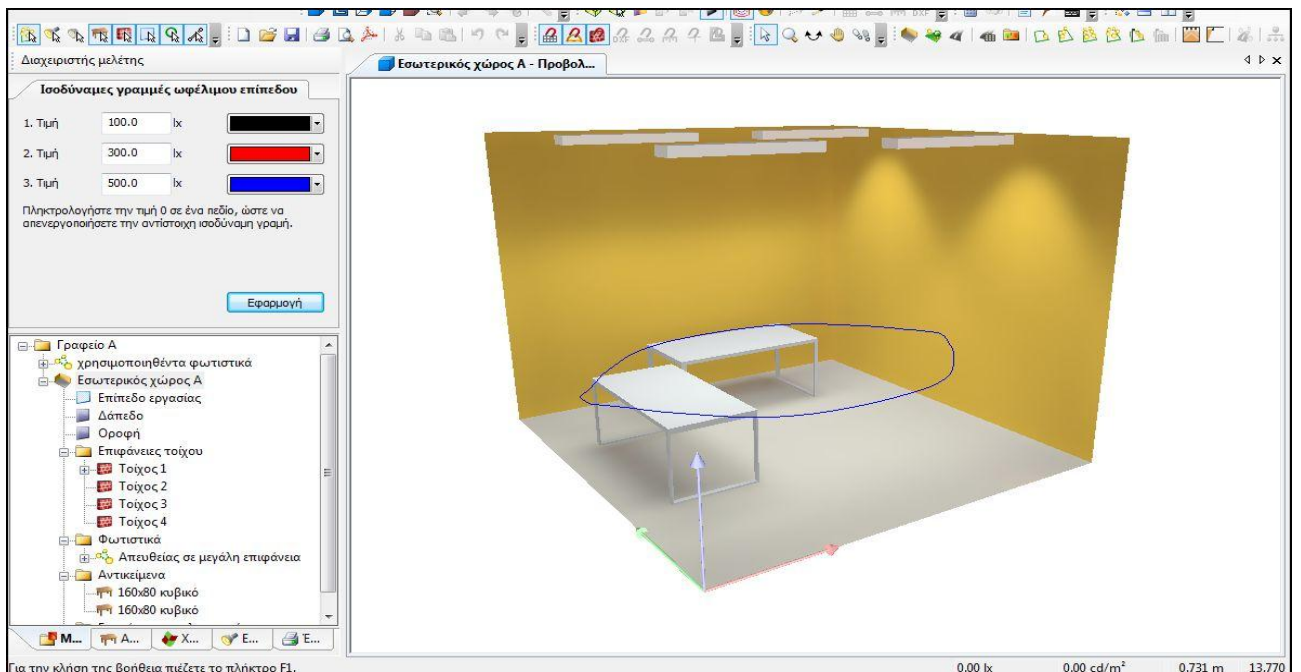 Διαχειριστής μελέτης
Εσωτερικός χώρος Α - Προβολ...
Ισοδύναμες γραμμές ωφέλιμου επίπεδου
1. Τιμή 100.0 lx
2. Τιμή 300.0 lx
3. Τιμή 500.0 lx
Πληκτρολογήστε την τιμή 0 σε ένα πεδίο, ώστε να
απενεργοποιήσετε την αντίστοιχη ισοδύναμη γραμή.
Εφαρμογή
Γραφείο Α
χρησιμοποιηθέντα φωτιστικά
Εσωτερικός χώρος Α
Επίπεδο εργασίας
Δάπεδο
Οροφή
Επιφάνειες τοίχου
Τοίχος 1
Τοίχος 2
Τοίχος 3
Τοίχος 4
Φωτιστικά
Απευθείας σε μεγάλη επιφάνεια
Αντικείμενα
160x80 κυβικό
160x80 κυβικό
Μ... Α... Χ... Ε... Έ...
Για την κλήση της βοήθεια πιέζετε το πλήκτρο F1. 0.00 lx 0.00 cd/m² 0.731 m 13.770